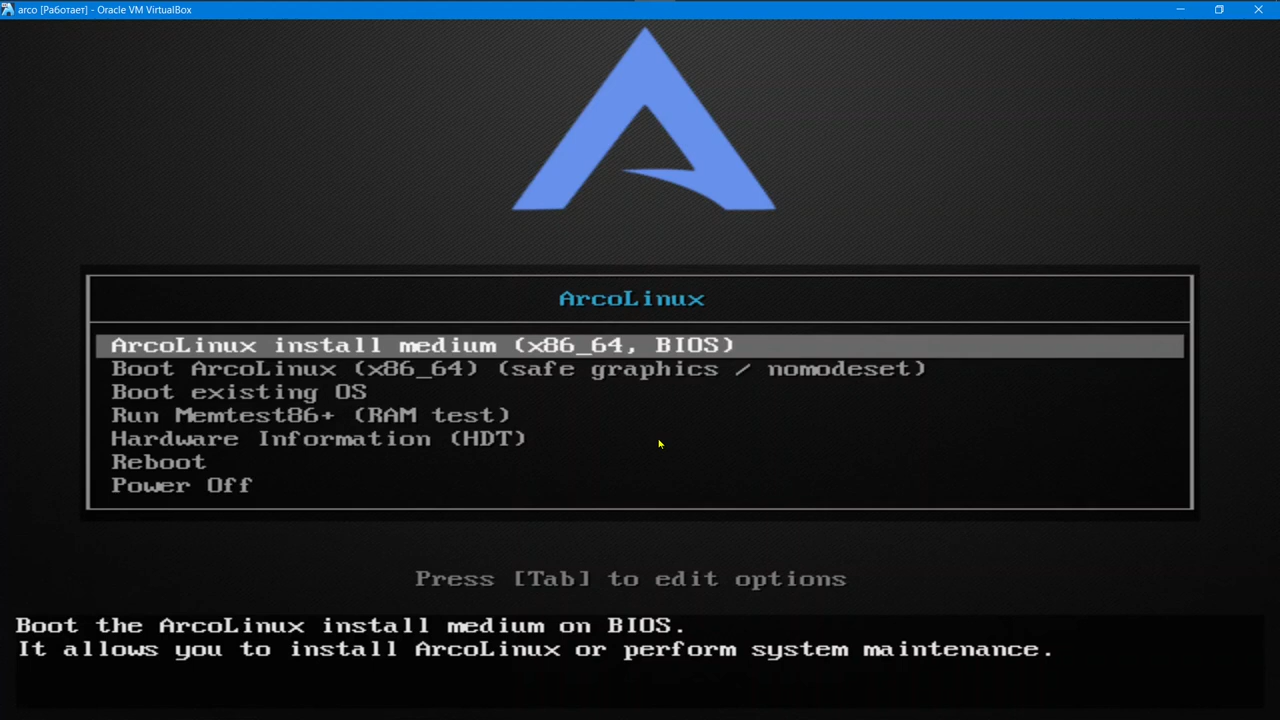 arco [Работает] - Oracle VM VirtualBox
ArcoLinux
ArcoLinux install medium (x86_64, BIOS)
Boot ArcoLinux (x86_64) (safe graphics / nomodeset)
Boot existing OS
Run Memtest86+ (RAM test)
Hardware Information (HDT)
Reboot
Power Off
Press [Tab] to edit options
Boot the ArcoLinux install medium on BIOS.
It allows you to install ArcoLinux or perform system maintenance.